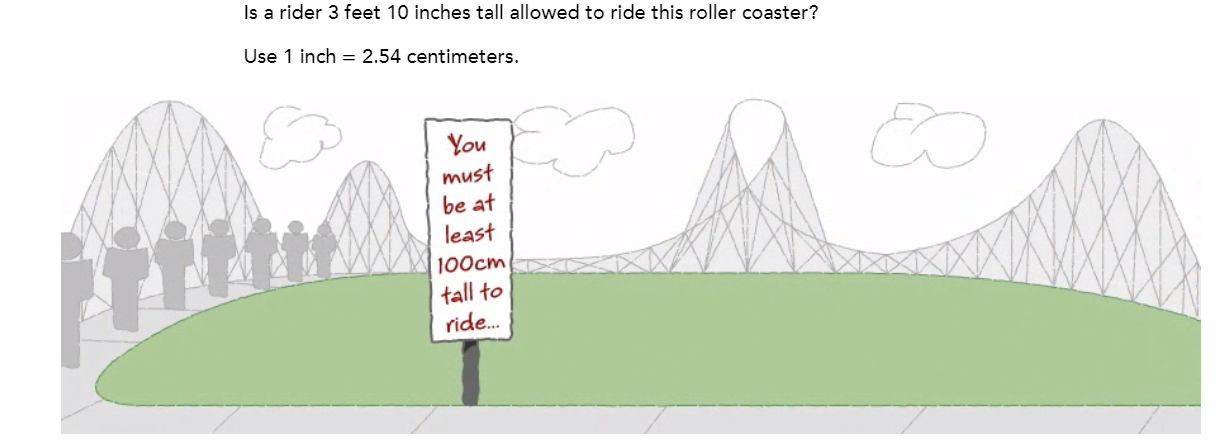 Is a rider 3 feet 10 inches tall allowed to ride this roller coaster?
Use 1 inch = 2.54 centimeters.
You
must
be at
least
100cm
tall to
ride...